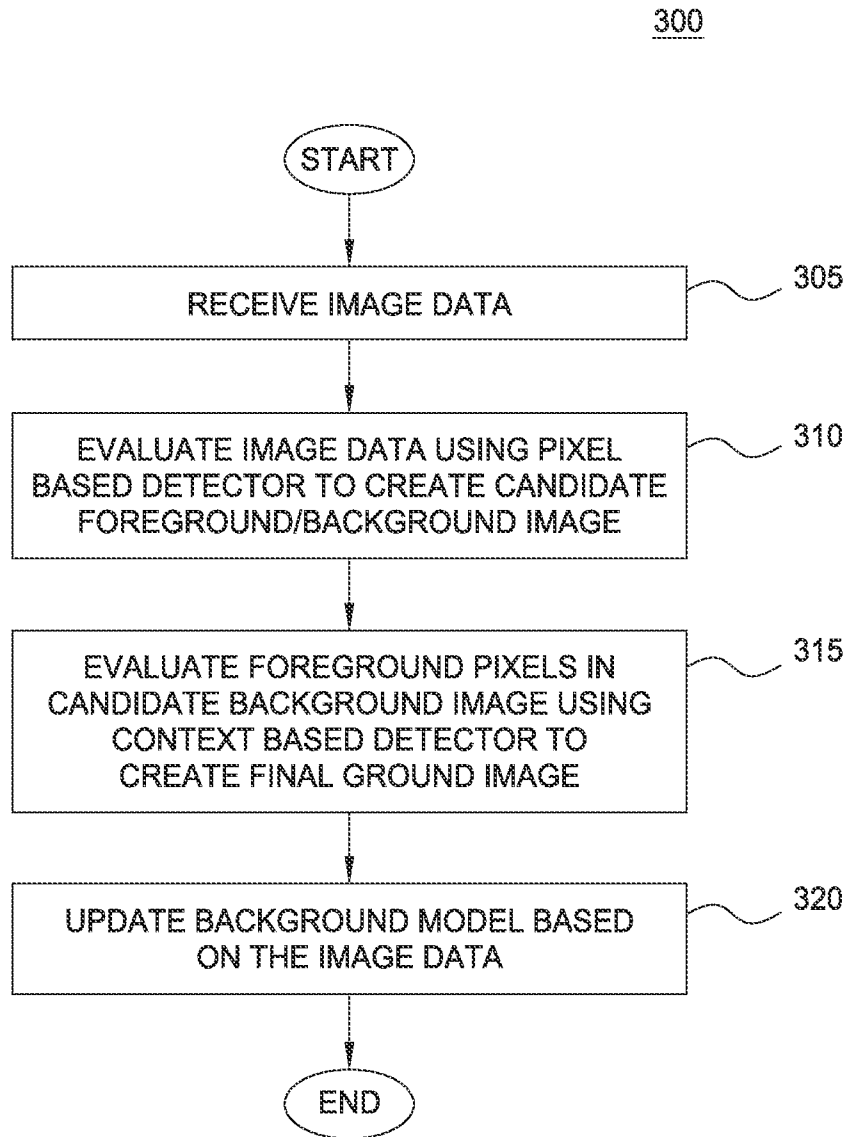 300
START
RECEIVE IMAGE DATA
305
EVALUATE IMAGE DATA USING PIXEL
BASED DETECTOR TO CREATE CANDIDATE
FOREGROUND/BACKGROUND IMAGE
310
EVALUATE FOREGROUND PIXELS IN
CANDIDATE BACKGROUND IMAGE USING
CONTEXT BASED DETECTOR TO
CREATE FINAL GROUND IMAGE
315
UPDATE BACKGROUND MODEL BASED
ON THE IMAGE DATA
320
END